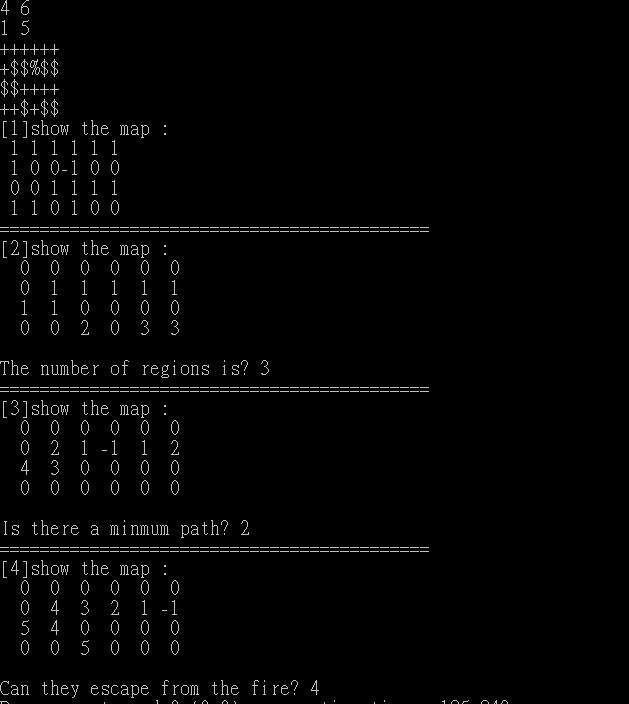 4 6
1 5
++++++
+$$%$$
$$++++
++$+$$
[1]show the map :
1 1 1 1 1 1
1 0 0-1 0 0
0 0 1 1 1 1
1 1 0 1 0 0
===========================================
[2]show the map :
0 0 0 0 0 0
0 1 1 1 1 1
1 1 0 0 0 0
0 0 2 0 3 3
The number of regions is? 3
===========================================
[3]show the map :
0 0 0 0 0 0
0 2 1 -1 1 2
4 3 0 0 0 0
0 0 0 0 0 0
Is there a minmum path? 2
===========================================
[4]show the map :
0 0 0 0 0 0
0 4 3 2 1 -1
5 4 0 0 0 0
0 0 5 0 0 0
Can they escape from the fire? 4